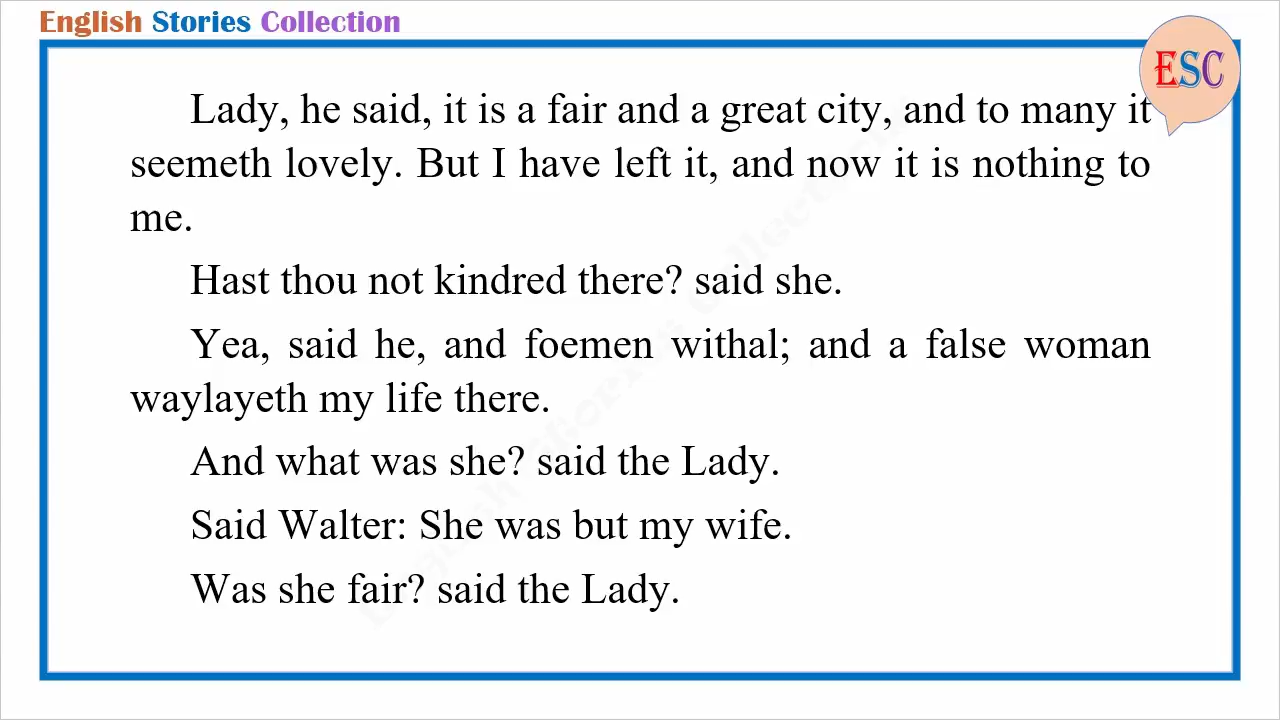 English Stories Collection
ESC
Lady, he said, it is a fair and a great city, and to many it
seemeth lovely. But I have left it, and now it is nothing to
me.
Hast thou not kindred there? said she.
Yea, said he, and foemen withal; and a false woman
waylayeth my life there.
And what was she? said the Lady.
Said Walter: She was but my wife.
Was she fair? said the Lady.
English Stories Collection